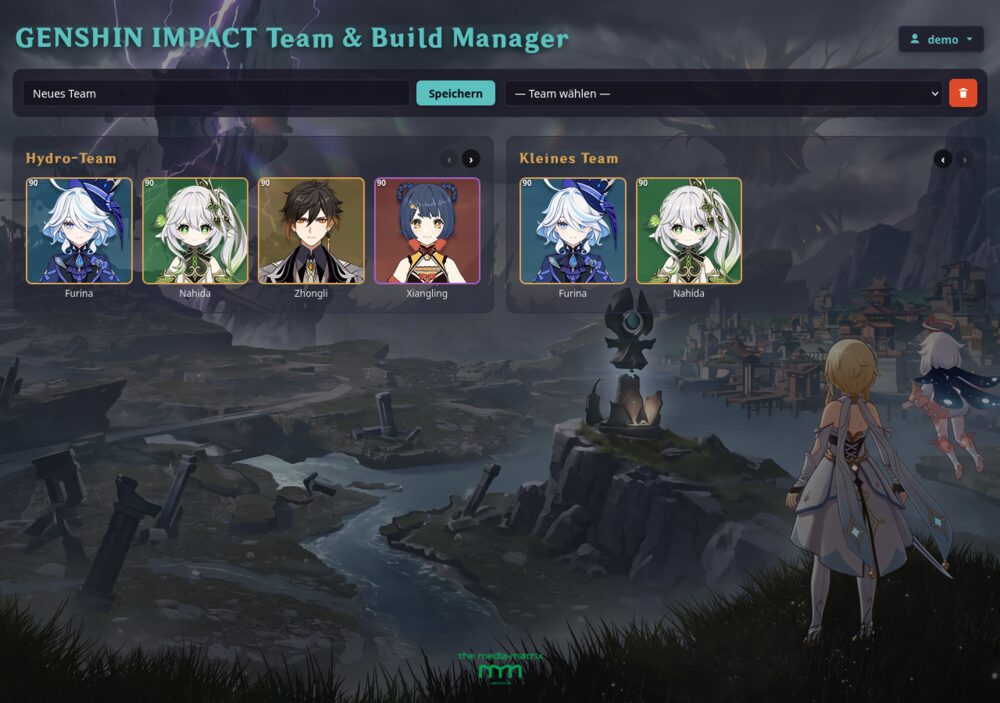 GENSHIN IMPACT Team & Build Manager
demo
Neues Team
Speichern
— Team wählen —
Hydro-Team
90
90
90
90
Furina
Nahida
Zhongli
Xiangling
Kleines Team
90
90
Furina
Nahida
the media-matrix
mm